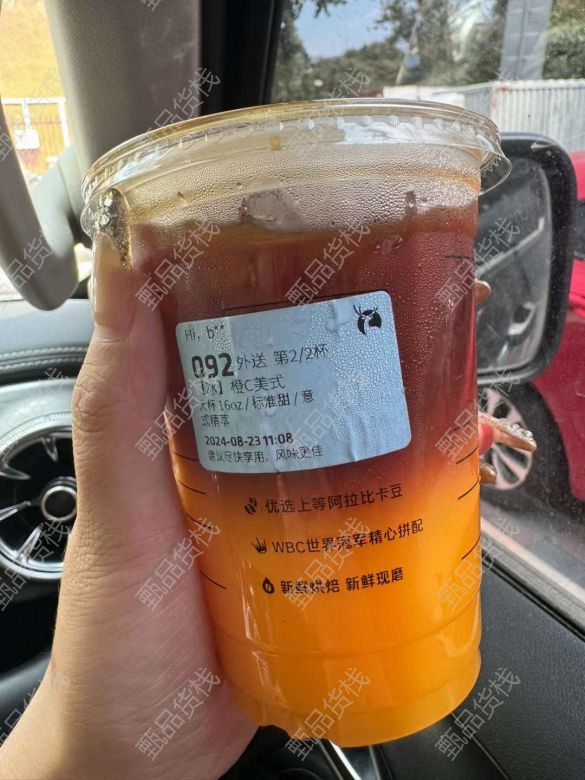 Hi, b**
092 外送 第2/2杯
【冰】橙C美式
大杯 16oz / 标准甜 / 意
式精萃
2024-08-23 11:08
建议尽快享用，风味更佳
优选上等阿拉比卡豆
WBC世界冠军精心拼配
新鲜烘焙 新鲜现磨
甄品货栈